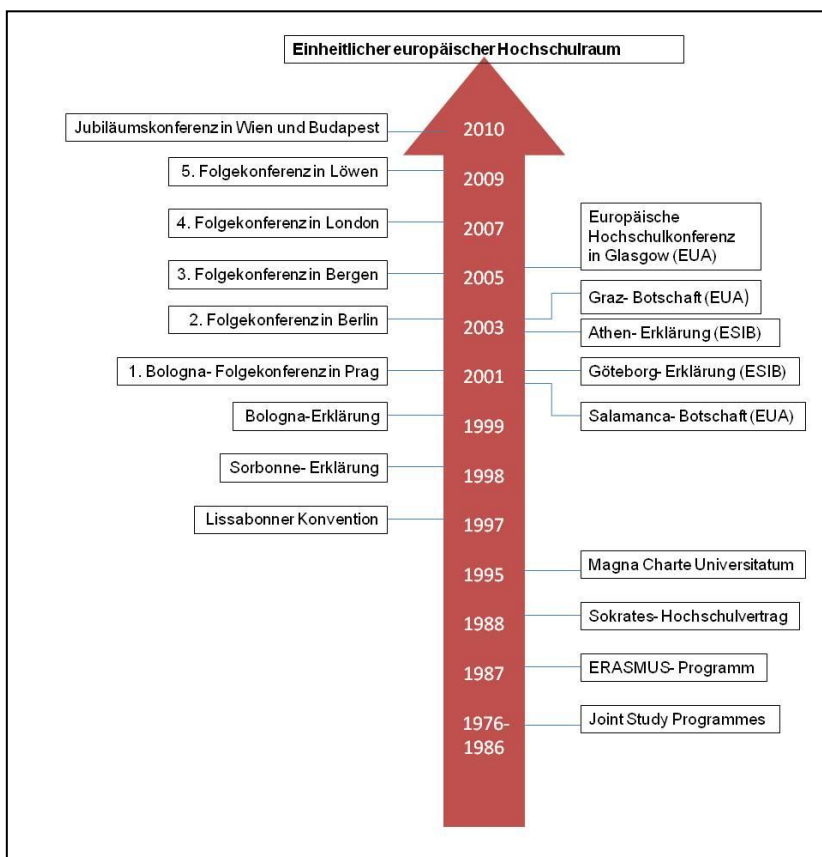 Einheitlicher europäischer Hochschulraum
Jubiläumskonferenz in Wien und Budapest
2010
5. Folgekonferenz in Löwen
2009
4. Folgekonferenz in London
2007
Europäische
Hochschulkonferenz
in Glasgow (EUA)
3. Folgekonferenz in Bergen
2005
Graz- Botschaft (EUA)
2. Folgekonferenz in Berlin
2003
Athen- Erklärung (ESIB)
1. Bologna- Folgekonferenz in Prag
2001
Göteborg- Erklärung (ESIB)
Bologna-Erklärung
1999
Salamanca- Botschaft (EUA)
Sorbonne- Erklärung
1998
Lissabonner Konvention
1997
1995
Magna Charte Universitatum
1988
Sokrates- Hochschulvertrag
1987
ERASMUS- Programm
1976-
1986
Joint Study Programmes